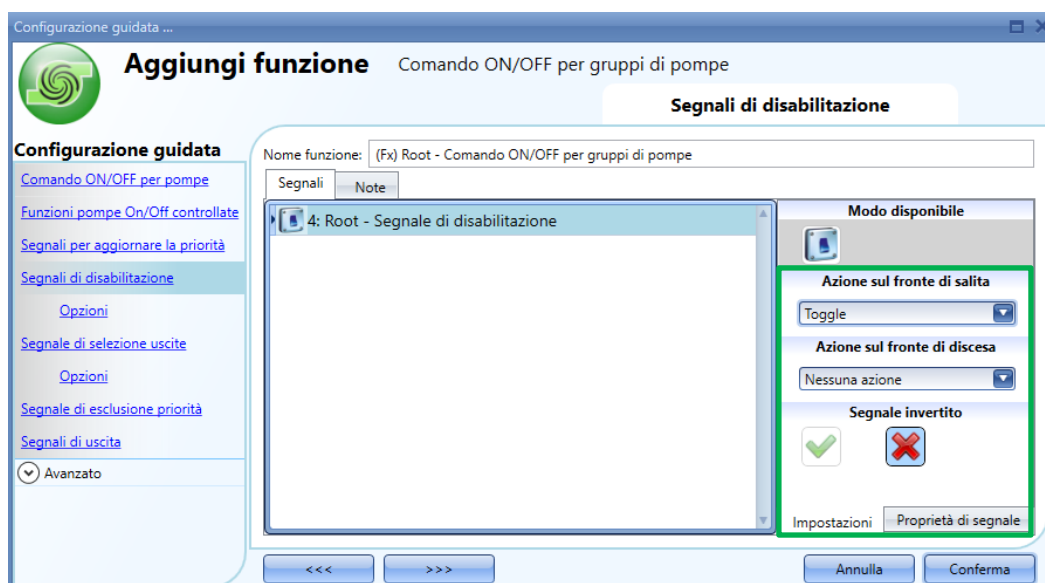 Configurazione guidata ...
Aggiungi funzione Comando ON/OFF per gruppi di pompe
Segnali di disabilitazione
Configurazione guidata
Comando ON/OFF per pompe
Funzioni pompe On/Off controllate
Segnali per aggiornare la priorità
Segnali di disabilitazione
Opzioni
Segnale di selezione uscite
Opzioni
Segnale di esclusione priorità
Segnali di uscita
Avanzato
Nome funzione: (Fx) Root - Comando ON/OFF per gruppi di pompe
Segnali Note
4: Root - Segnale di disabilitazione
Modo disponibile
Azione sul fronte di salita
Toggle
Azione sul fronte di discesa
Nessuna azione
Segnale invertito
Impostazioni Proprietà di segnale
<<< >>> Annulla Conferma